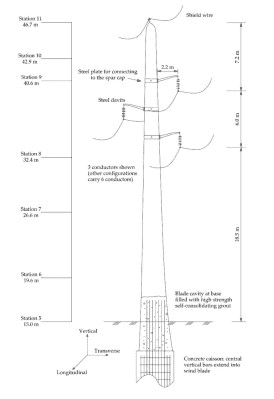 Station 11
46.7 m
Shield wire
Station 10
42.9 m
Station 9
40.6 m
Steel plate for connecting
to the spar cap
2.2 m
7.2 m
Steel davits
6.0 m
Station 8
32.4 m
3 conductors shown
(other configurations
carry 6 conductors)
Station 7
26.6 m
18.5 m
Station 6
19.6 m
Blade cavity at base
filled with high strength
self-consolidating grout
Station 5
15.0 m
Vertical
Transverse
Longitudinal
Concrete caisson: central
vertical bars extend into
wind blade